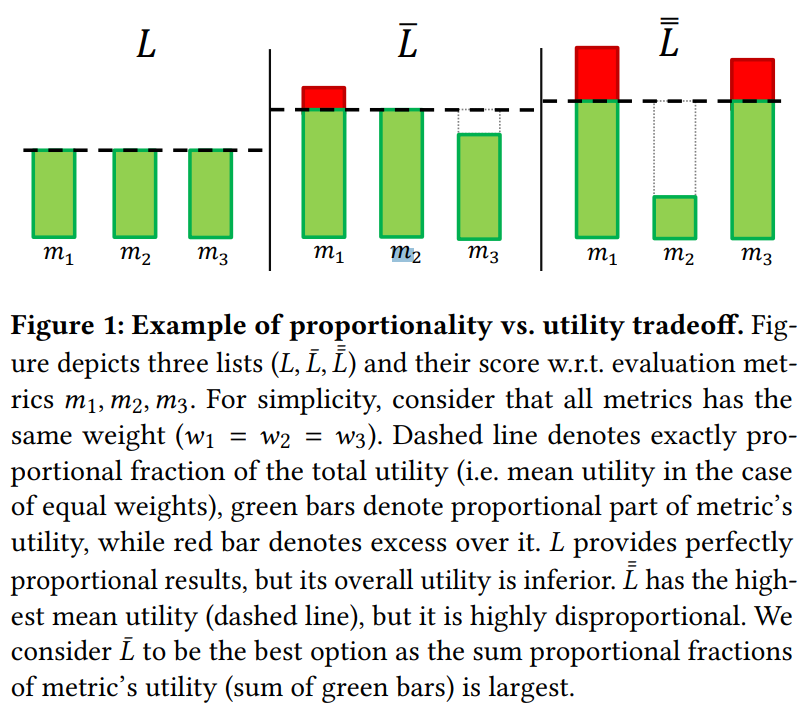 L L̄ L̿
m₁ m₂ m₃ m₁ m₂ m₃ m₁ m₂ m₃
Figure 1: Example of proportionality vs. utility tradeoff. Fig-
ure depicts three lists (L, L̄, L̿) and their score w.r.t. evaluation met-
rics m₁, m₂, m₃. For simplicity, consider that all metrics has the
same weight (w₁ = w₂ = w₃). Dashed line denotes exactly pro-
portional fraction of the total utility (i.e. mean utility in the case
of equal weights), green bars denote proportional part of metric's
utility, while red bar denotes excess over it. L provides perfectly
proportional results, but its overall utility is inferior. L̿ has the high-
est mean utility (dashed line), but it is highly disproportional. We
consider L̄ to be the best option as the sum proportional fractions
of metric's utility (sum of green bars) is largest.